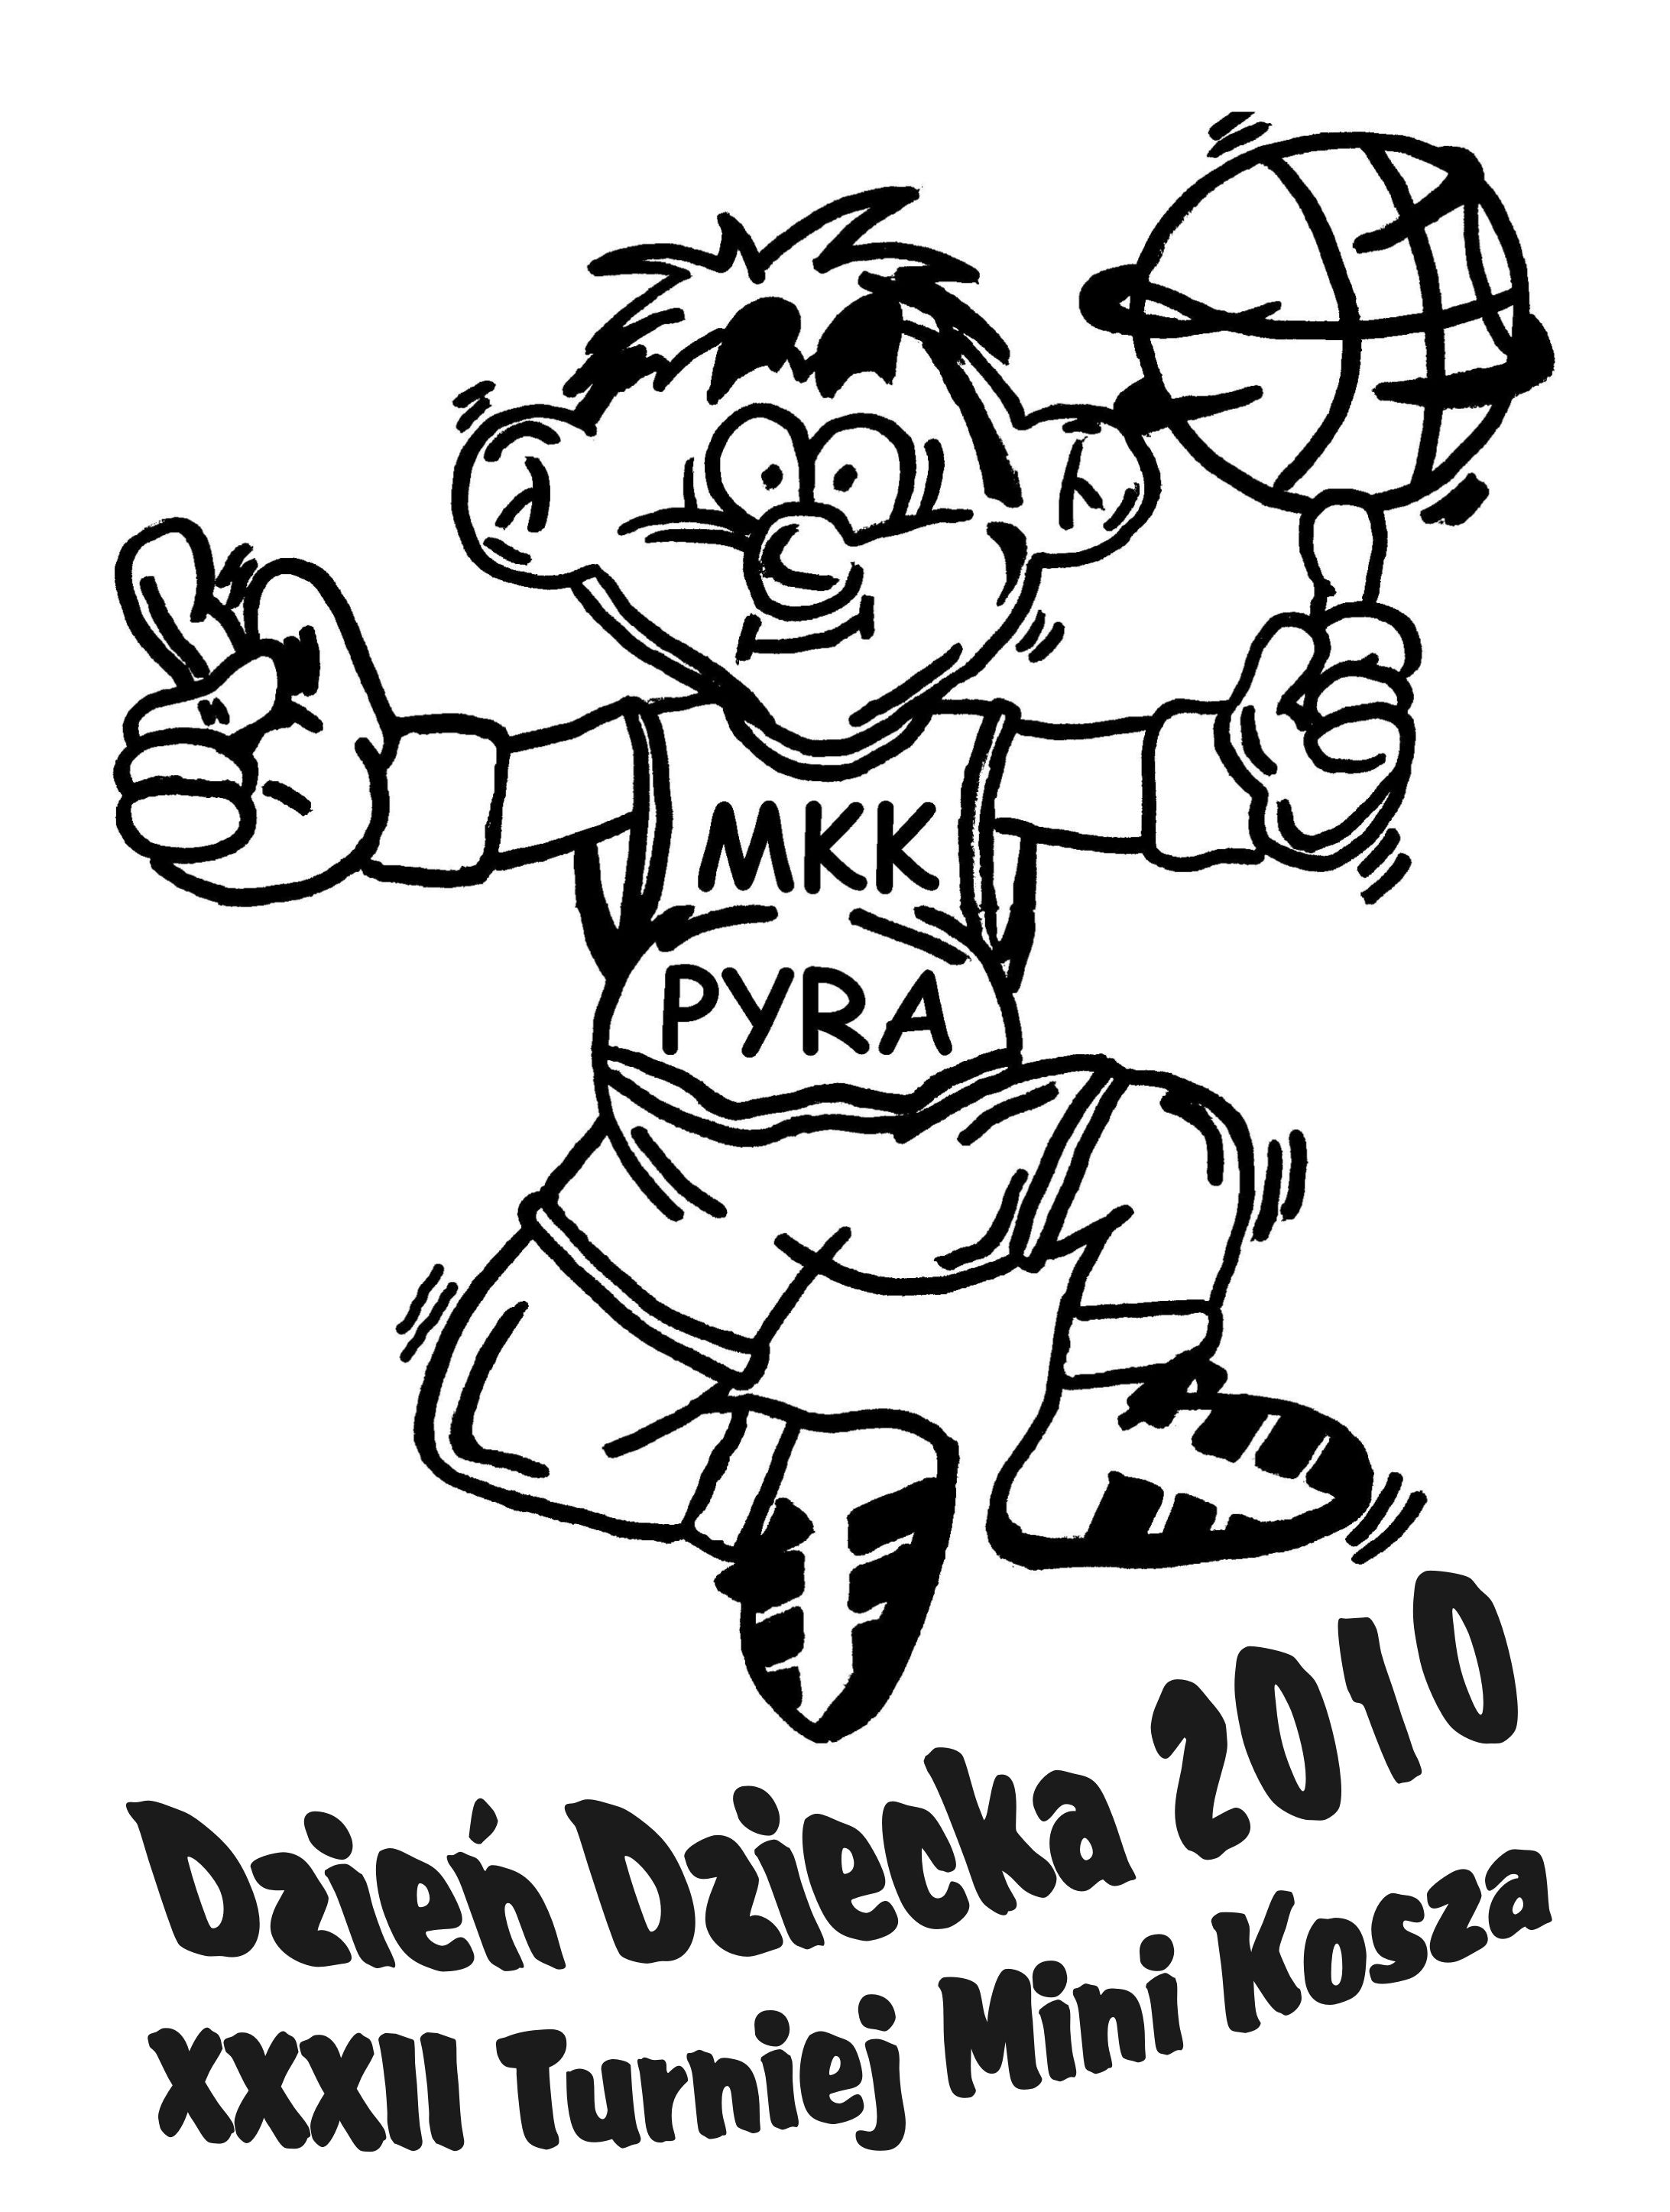 MKK
PYRA
Dzień Dziecka 2010
XXXII Turniej Mini Kosza